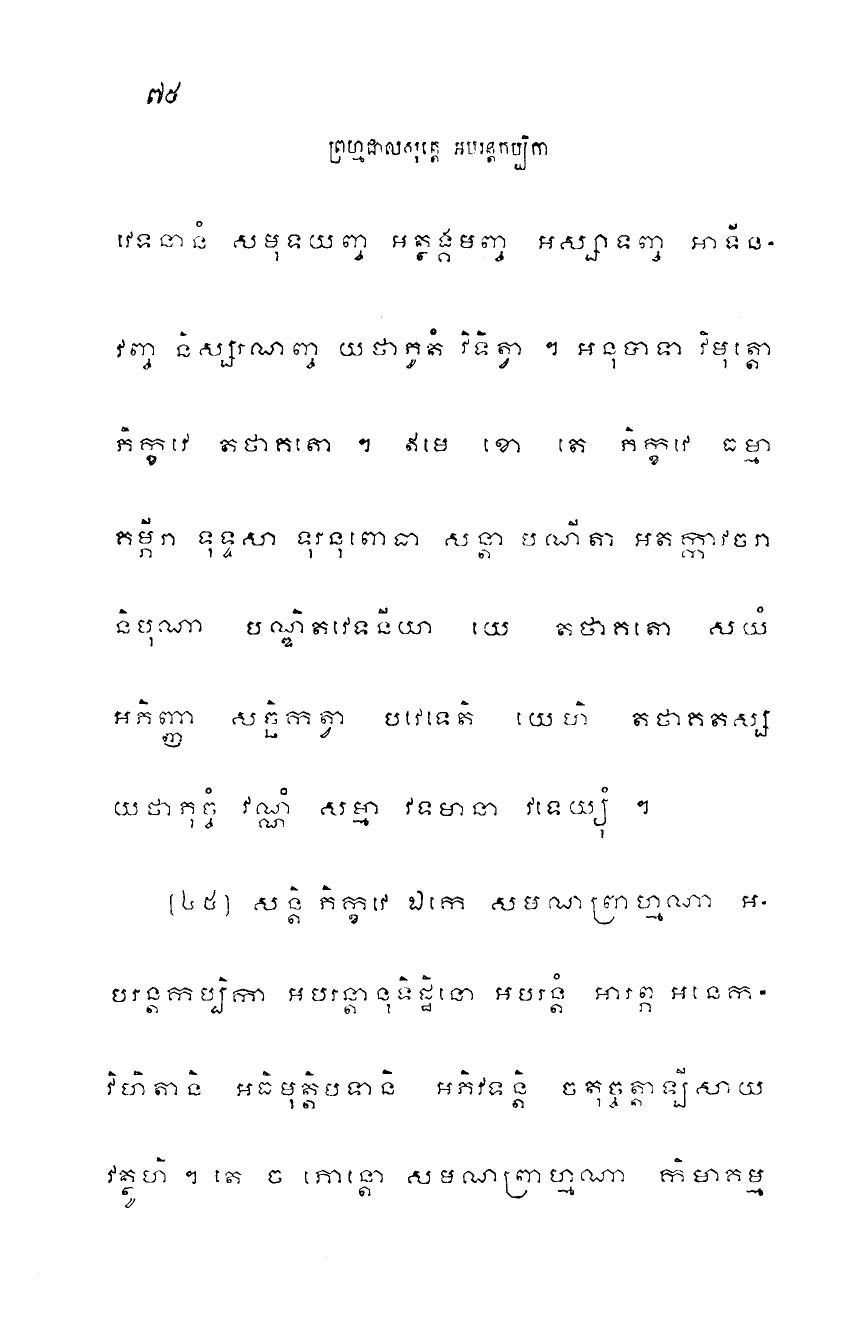 ៧៤
ព្រហ្មជាលសុត្តេ អបរន្តកប្បិកា
វេទនានំ សមុទយញ្ច អត្ថង្គមញ្ច អស្សាទញ្ច អាទីន-
វញ្ច និស្សរណញ្ច យថាភូតំ វិទិត្វា ។ អនុបាទា វិមុត្តោ
ភិក្ខវេ តថាគតោ ។ ឥមេ ខោ តេ ភិក្ខវេ ធម្មា
គម្ភីរា ទុទ្ទសា ទុរនុពោធា សន្តា បណីតា អតក្កាវចរា
និបុណា បណ្ឌិតវេទនីយា យេ តថាគតោ សយំ
អភិញ្ញា សច្ឆិកត្វា បវេទេតិ យេហិ តថាគតស្ស
យថាភុច្ចំ វណ្ណំ សម្មា វទមានា វទេយ្យុំ ។
[៤៥] សន្តិ ភិក្ខវេ ឯកេ សមណព្រាហ្មណា អ-
បរន្តកប្បិកា អបរន្តានុទិដ្ឋិនោ អបរន្តំ អារព្ភ អនេក-
វិហិតានិ អធិមុត្តិបទានិ អភិវទន្តិ ចតុច្ចត្តាឡីសាយ
វត្ថូហិ ។ តេ ច ភោន្តោ សមណព្រាហ្មណា កិមាគម្ម